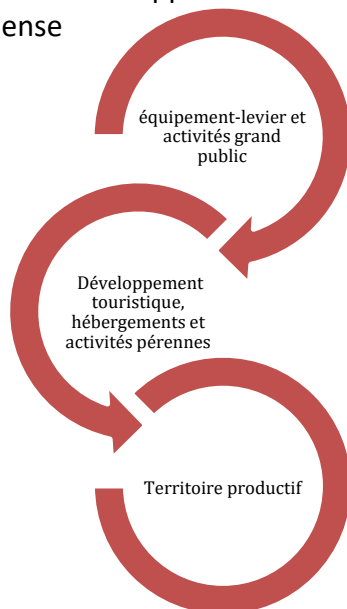 ense
équipement-levier et
activités grand
public
Développement
touristique,
hébergements et
activités pérennes
Territoire productif